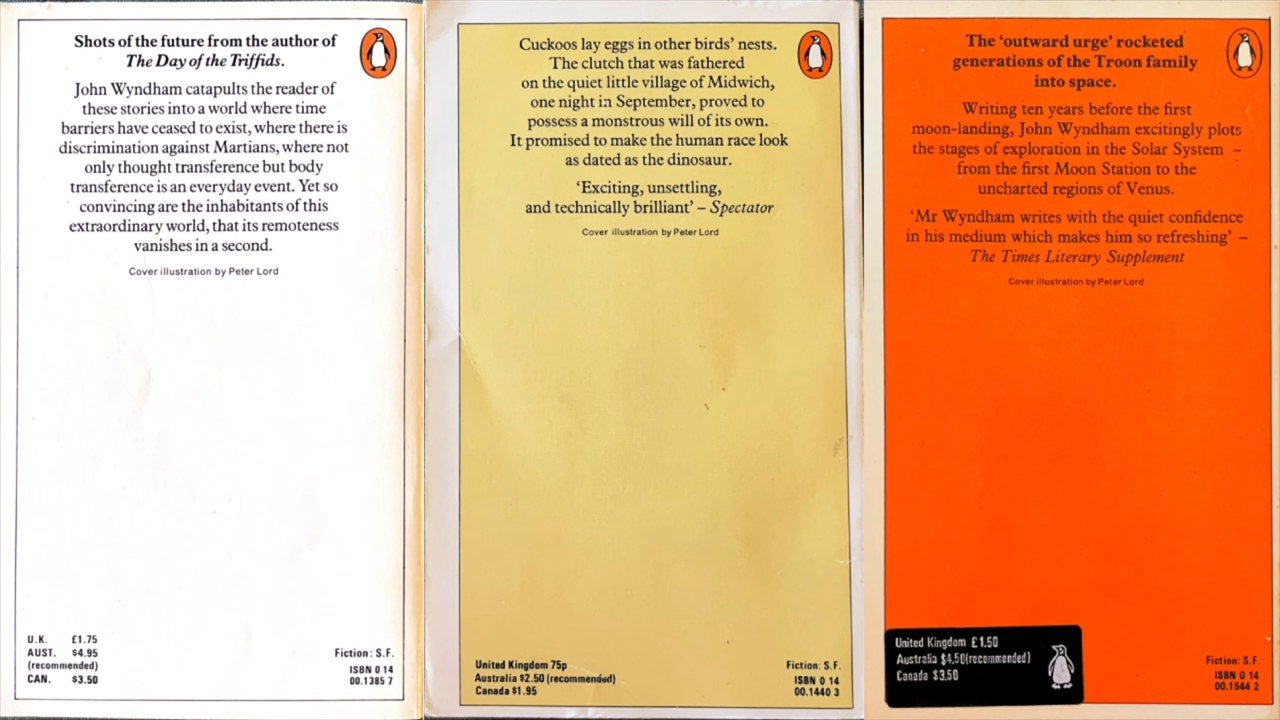 Shots of the future from the author of
The Day of the Triffids.
John Wyndham catapults the reader of
these stories into a world where time
barriers have ceased to exist, where there is
discrimination against Martians, where not
only thought transference but body
transference is an everyday event. Yet so
convincing are the inhabitants of this
extraordinary world, that its remoteness
vanishes in a second.
Cover illustration by Peter Lord
U.K. £1.75
AUST. $4.95
(recommended)
CAN. $3.50
Fiction: S.F.
ISBN 0 14
00.1385 7
Cuckoos lay eggs in other birds' nests.
The clutch that was fathered
on the quiet little village of Midwich,
one night in September, proved to
possess a monstrous will of its own.
It promised to make the human race look
as dated as the dinosaur.
'Exciting, unsettling,
and technically brilliant' – Spectator
Cover illustration by Peter Lord
United Kingdom 75p
Australia $2.50 (recommended)
Canada $1.95
Fiction: S.F.
ISBN 0 14
00.1440 3
The 'outward urge' rocketed
generations of the Troon family
into space.
Writing ten years before the first
moon-landing, John Wyndham excitingly plots
the stages of exploration in the Solar System –
from the first Moon Station to the
uncharted regions of Venus.
'Mr Wyndham writes with the quiet confidence
in his medium which makes him so refreshing' –
The Times Literary Supplement
Cover illustration by Peter Lord
United Kingdom £1.50
Australia $4.50(recommended)
Canada $3.50
Fiction: S.F.
ISBN 0 14
00.1544 2